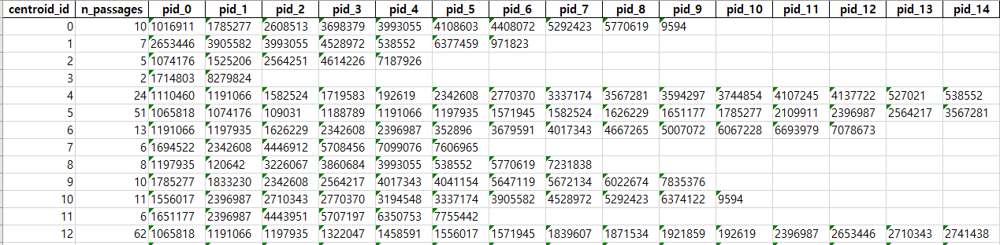 centroid_id n_passages pid_0 pid_1 pid_2 pid_3 pid_4 pid_5 pid_6 pid_7 pid_8 pid_9 pid_10 pid_11 pid_12 pid_13 pid_14
0 10 1016911 1785277 2608513 3698379 3993055 4108603 4408072 5292423 5770619 9594
1 7 2653446 3905582 3993055 4528972 538552 6377459 971823
2 5 1074176 1525206 2564251 4614226 7187926
3 2 1714803 8279824
4 24 1110460 1191066 1582524 1719583 192619 2342608 2770370 3337174 3567281 3594297 3744854 4107245 4137722 527021 538552
5 51 1065818 1074176 109031 1188789 1191066 1197935 1571945 1582524 1626229 1651177 1785277 2109911 2396987 2564217 3567281
6 13 1191066 1197935 1626229 2342608 2396987 352896 3679591 4017343 4667265 5007072 6067228 6693979 7078673
7 6 1694522 2342608 4446912 5708456 7099076 7606965
8 8 1197935 120642 3226067 3860684 3993055 538552 5770619 7231838
9 10 1785277 1833230 2342608 2564217 4017343 4041154 5647119 5672134 6022674 7835376
10 11 1556017 2396987 2710343 2770370 3194548 3337174 3905582 4528972 5292423 6374122 9594
11 6 1651177 2396987 4443951 5707197 6350753 7755442
12 62 1065818 1191066 1197935 1322047 1458591 1556017 1571945 1839607 1871534 1921859 192619 2396987 2653446 2710343 2741438